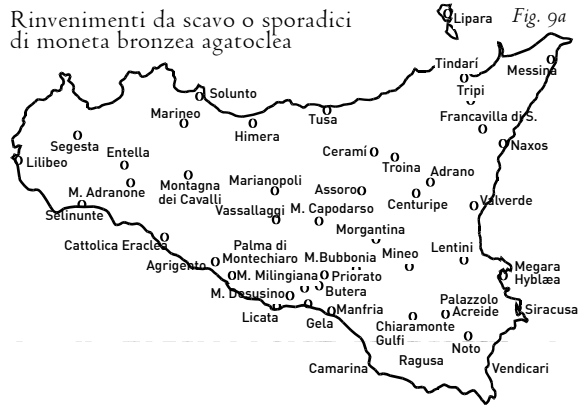 Rinvenimenti da scavo o sporadici
di moneta bronzea agatoclea
Fig. 9a
Lipara
Tindari
Messina
Tripi
Solunto
Marineo
Himera
Tusa
Francavilla di S.
Naxos
Segesta
Lilibeo
Entella
Ceramí
Troina
Adrano
M. Adranone
Montagna
dei Cavalli
Marianopoli
Assoro
Centuripe
Valverde
Selinunte
Vassallaggi
M. Capodarso
Morgantina
Cattolica Eraclea
Agrigento
Palma di
Montechiaro
M.Bubbonia
Mineo
Lentini
Megara
Hyblæa
M. Milingiana
Priorato
M. Desusino
Butera
Licata
Gela
Manfria
Chiaramonte
Gulfi
Palazzolo
Acreide
Siracusa
Noto
Camarina
Ragusa
Vendicari